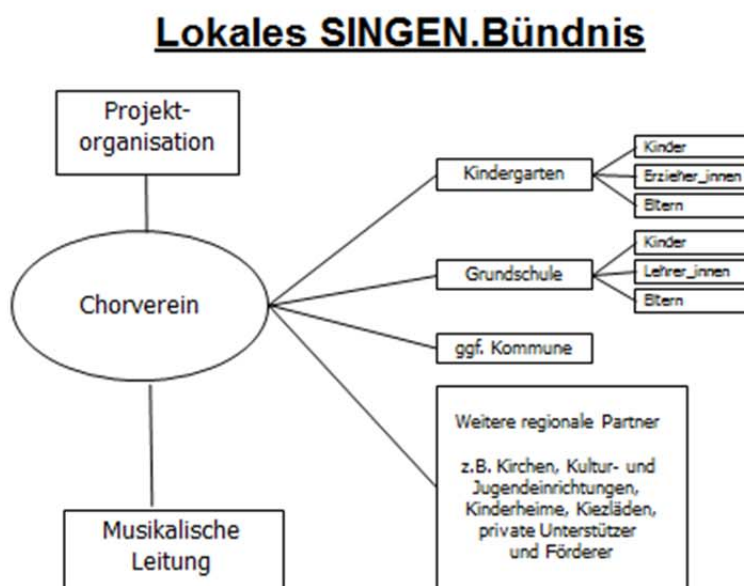 Lokales SINGEN.Bündnis
Projekt-
organisation
Chorverein
Musikalische
Leitung
Kindergarten
Kinder
Erzieher_innen
Eltern
Grundschule
Kinder
Lehrer_innen
Eltern
ggf. Kommune
Weitere regionale Partner
z.B. Kirchen, Kultur- und
Jugendeinrichtungen,
Kinderheime, Kiezläden,
private Unterstützer
und Förderer